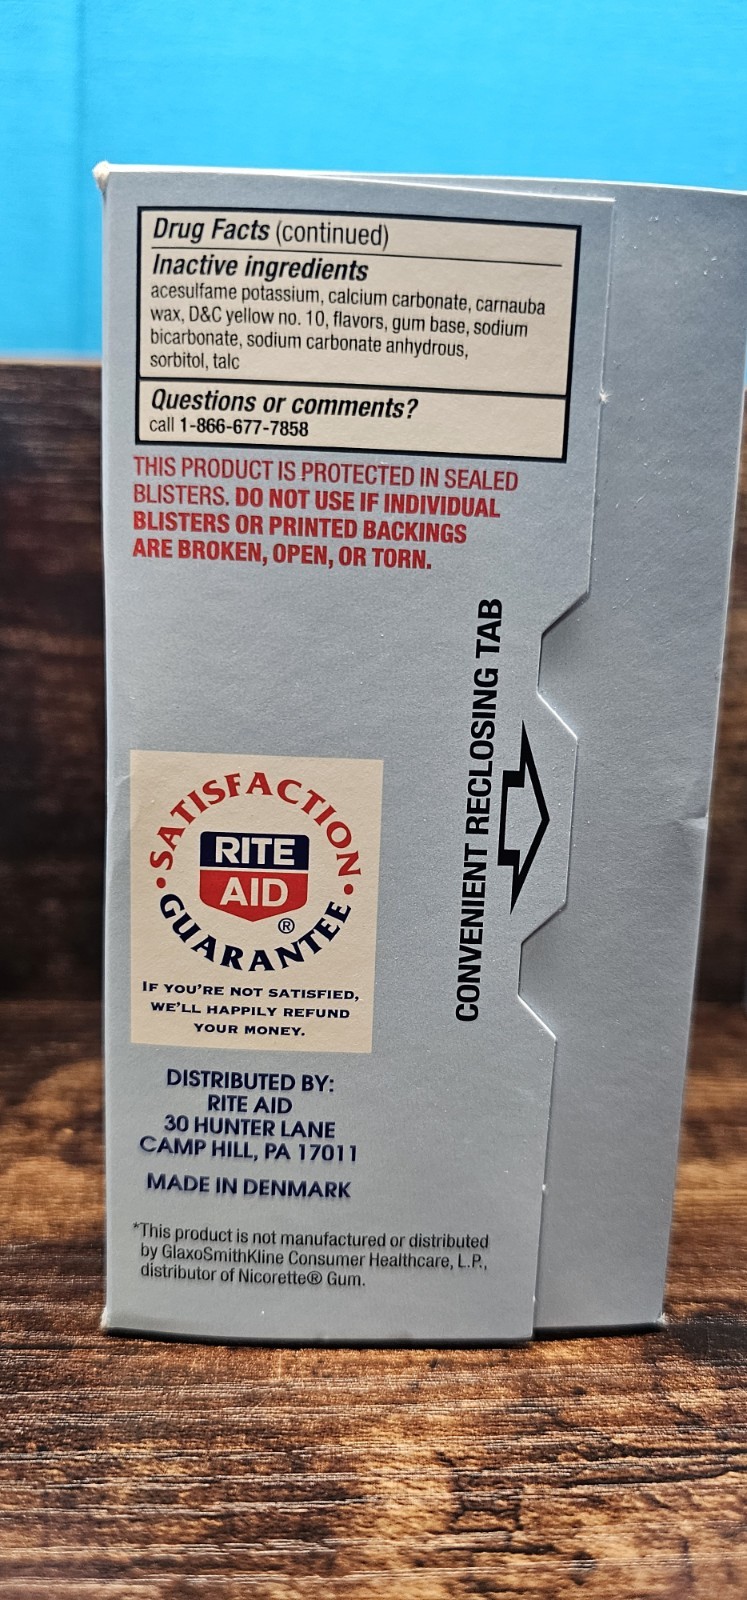 Drug Facts (continued)
Inactive ingredients
acesulfame potassium, calcium carbonate, carnauba
wax, D&C yellow no. 10, flavors, gum base, sodium
bicarbonate, sodium carbonate anhydrous,
sorbitol, talc
Questions or comments?
call 1-866-677-7858
THIS PRODUCT IS PROTECTED IN SEALED
BLISTERS. DO NOT USE IF INDIVIDUAL
BLISTERS OR PRINTED BACKINGS
ARE BROKEN, OPEN, OR TORN.
CONVENIENT RECLOSING TAB
• SATISFACTION •
RITE
AID
®
GUARANTEE
IF YOU'RE NOT SATISFIED,
WE'LL HAPPILY REFUND
YOUR MONEY.
DISTRIBUTED BY:
RITE AID
30 HUNTER LANE
CAMP HILL, PA 17011
MADE IN DENMARK
*This product is not manufactured or distributed
by GlaxoSmithKline Consumer Healthcare, L.P.,
distributor of Nicorette® Gum.